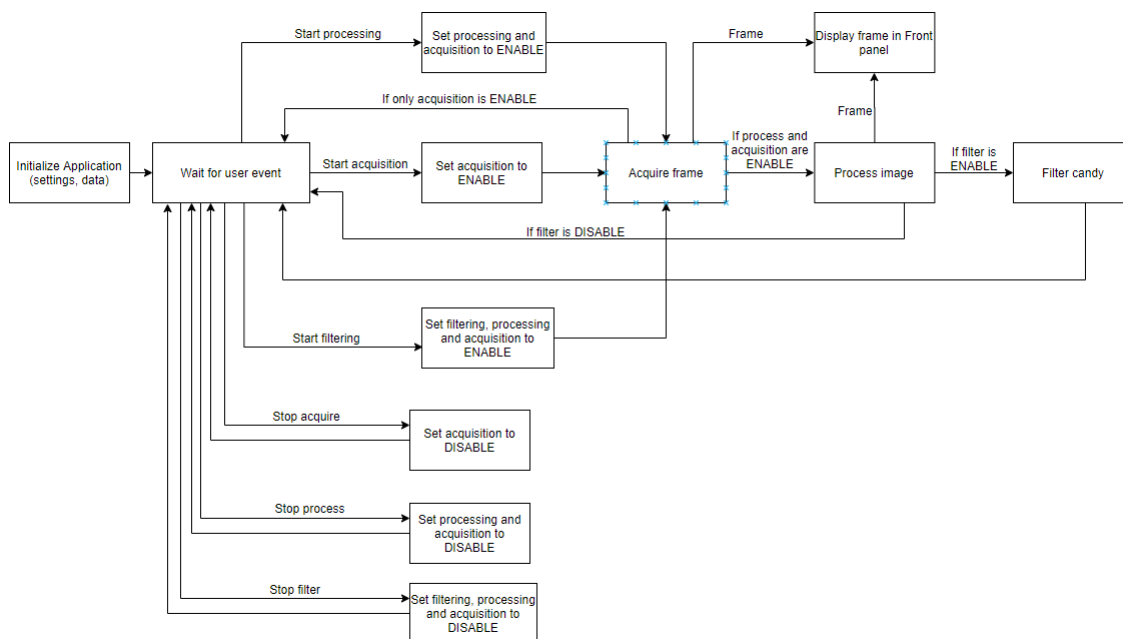 Start processing
Set processing and
acquisition to ENABLE
Frame
Display frame in Front
panel
If only acquisition is ENABLE
Frame
Initialize Application
(settings, data)
Wait for user event
Start acquisition
Set acquisition to
ENABLE
Acquire frame
If process and
acquisition are
ENABLE
Process image
If filter is
ENABLE
Filter candy
If filter is DISABLE
Start filtering
Set filtering, processing
and acquisition to
ENABLE
Stop acquire
Set acquisition to
DISABLE
Stop process
Set processing and
acquisition to
DISABLE
Stop filter
Set filtering, processing
and acquisition to
DISABLE